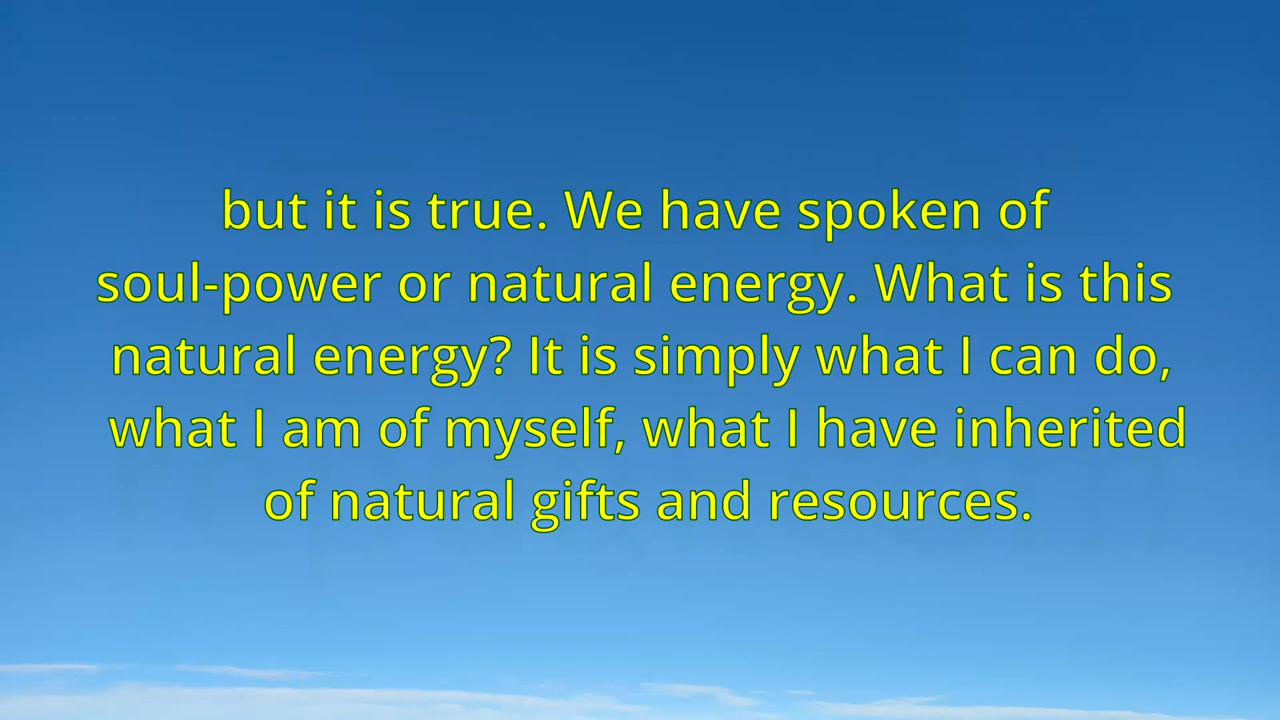 but it is true. We have spoken of
soul-power or natural energy. What is this
natural energy? It is simply what I can do,
what I am of myself, what I have inherited
of natural gifts and resources.